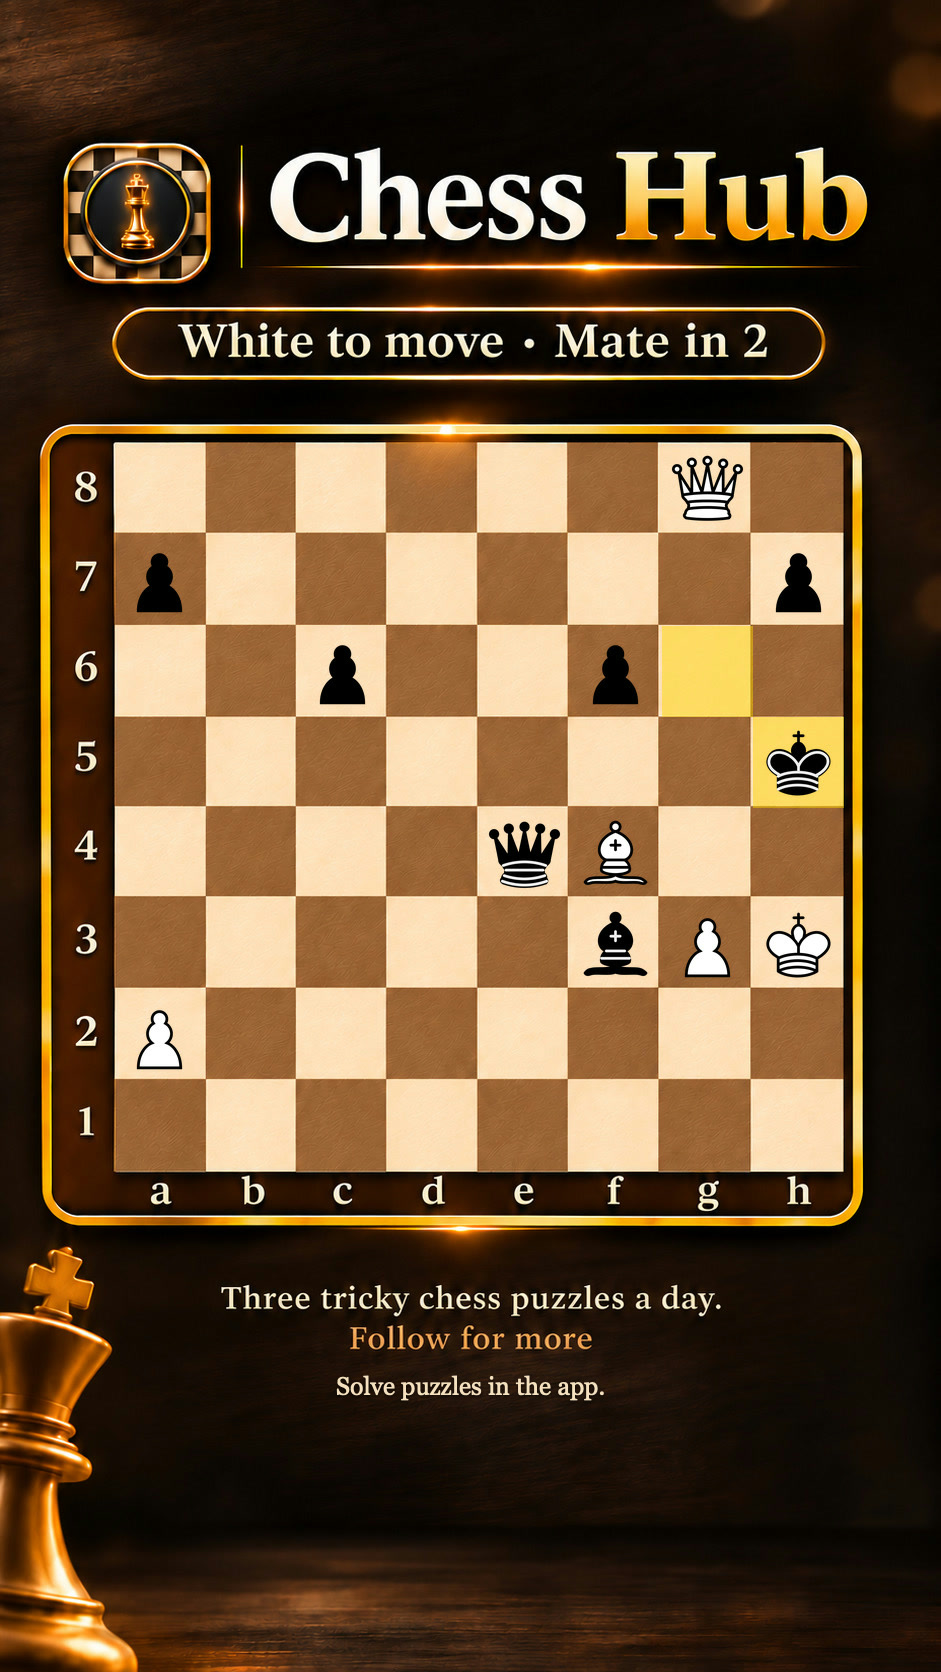 Chess Hub
White to move • Mate in 2
8
7
6
5
4
3
2
1
a b c d e f g h
Three tricky chess puzzles a day.
Follow for more
Solve puzzles in the app.